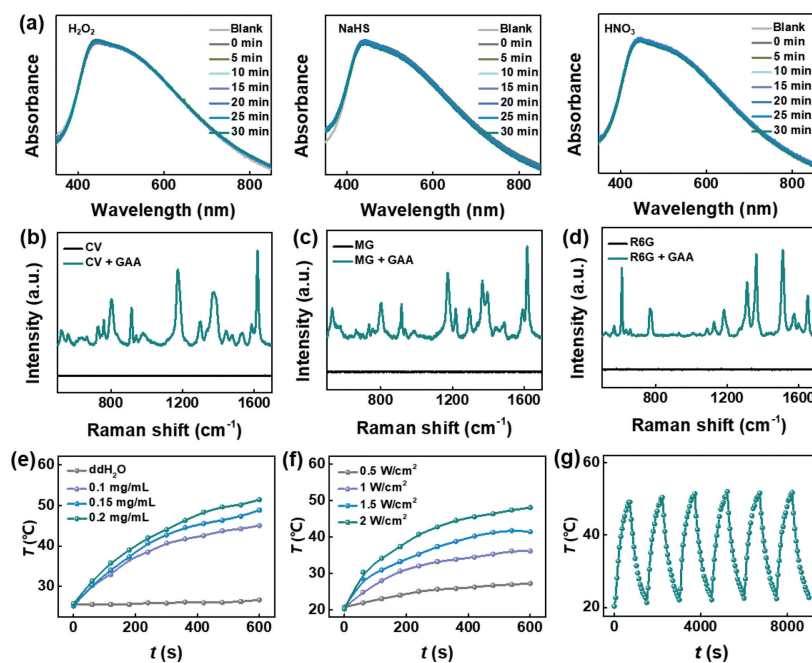 (a)
H₂O₂
Blank
0 min
5 min
10 min
15 min
20 min
25 min
30 min
Absorbance
400 600 800
Wavelength (nm)
NaHS
Blank
0 min
5 min
10 min
15 min
20 min
25 min
30 min
Absorbance
400 600 800
Wavelength (nm)
HNO₃
Blank
0 min
5 min
10 min
15 min
20 min
25 min
30 min
Absorbance
400 600 800
Wavelength (nm)
(b)
CV
CV + GAA
Intensity (a.u.)
800 1200 1600
Raman shift (cm⁻¹)
(c)
MG
MG + GAA
Intensity (a.u.)
800 1200 1600
Raman shift (cm⁻¹)
(d)
R6G
R6G + GAA
Intensity (a.u.)
800 1200 1600
Raman shift (cm⁻¹)
(e)
ddH₂O
0.1 mg/mL
0.15 mg/mL
0.2 mg/mL
T (°C)
60
50
40
30
0 200 400 600
t (s)
(f)
0.5 W/cm²
1 W/cm²
1.5 W/cm²
2 W/cm²
T (°C)
60
50
40
30
20
0 200 400 600
t (s)
(g)
T (°C)
60
40
20
0 4000 8000
t (s)